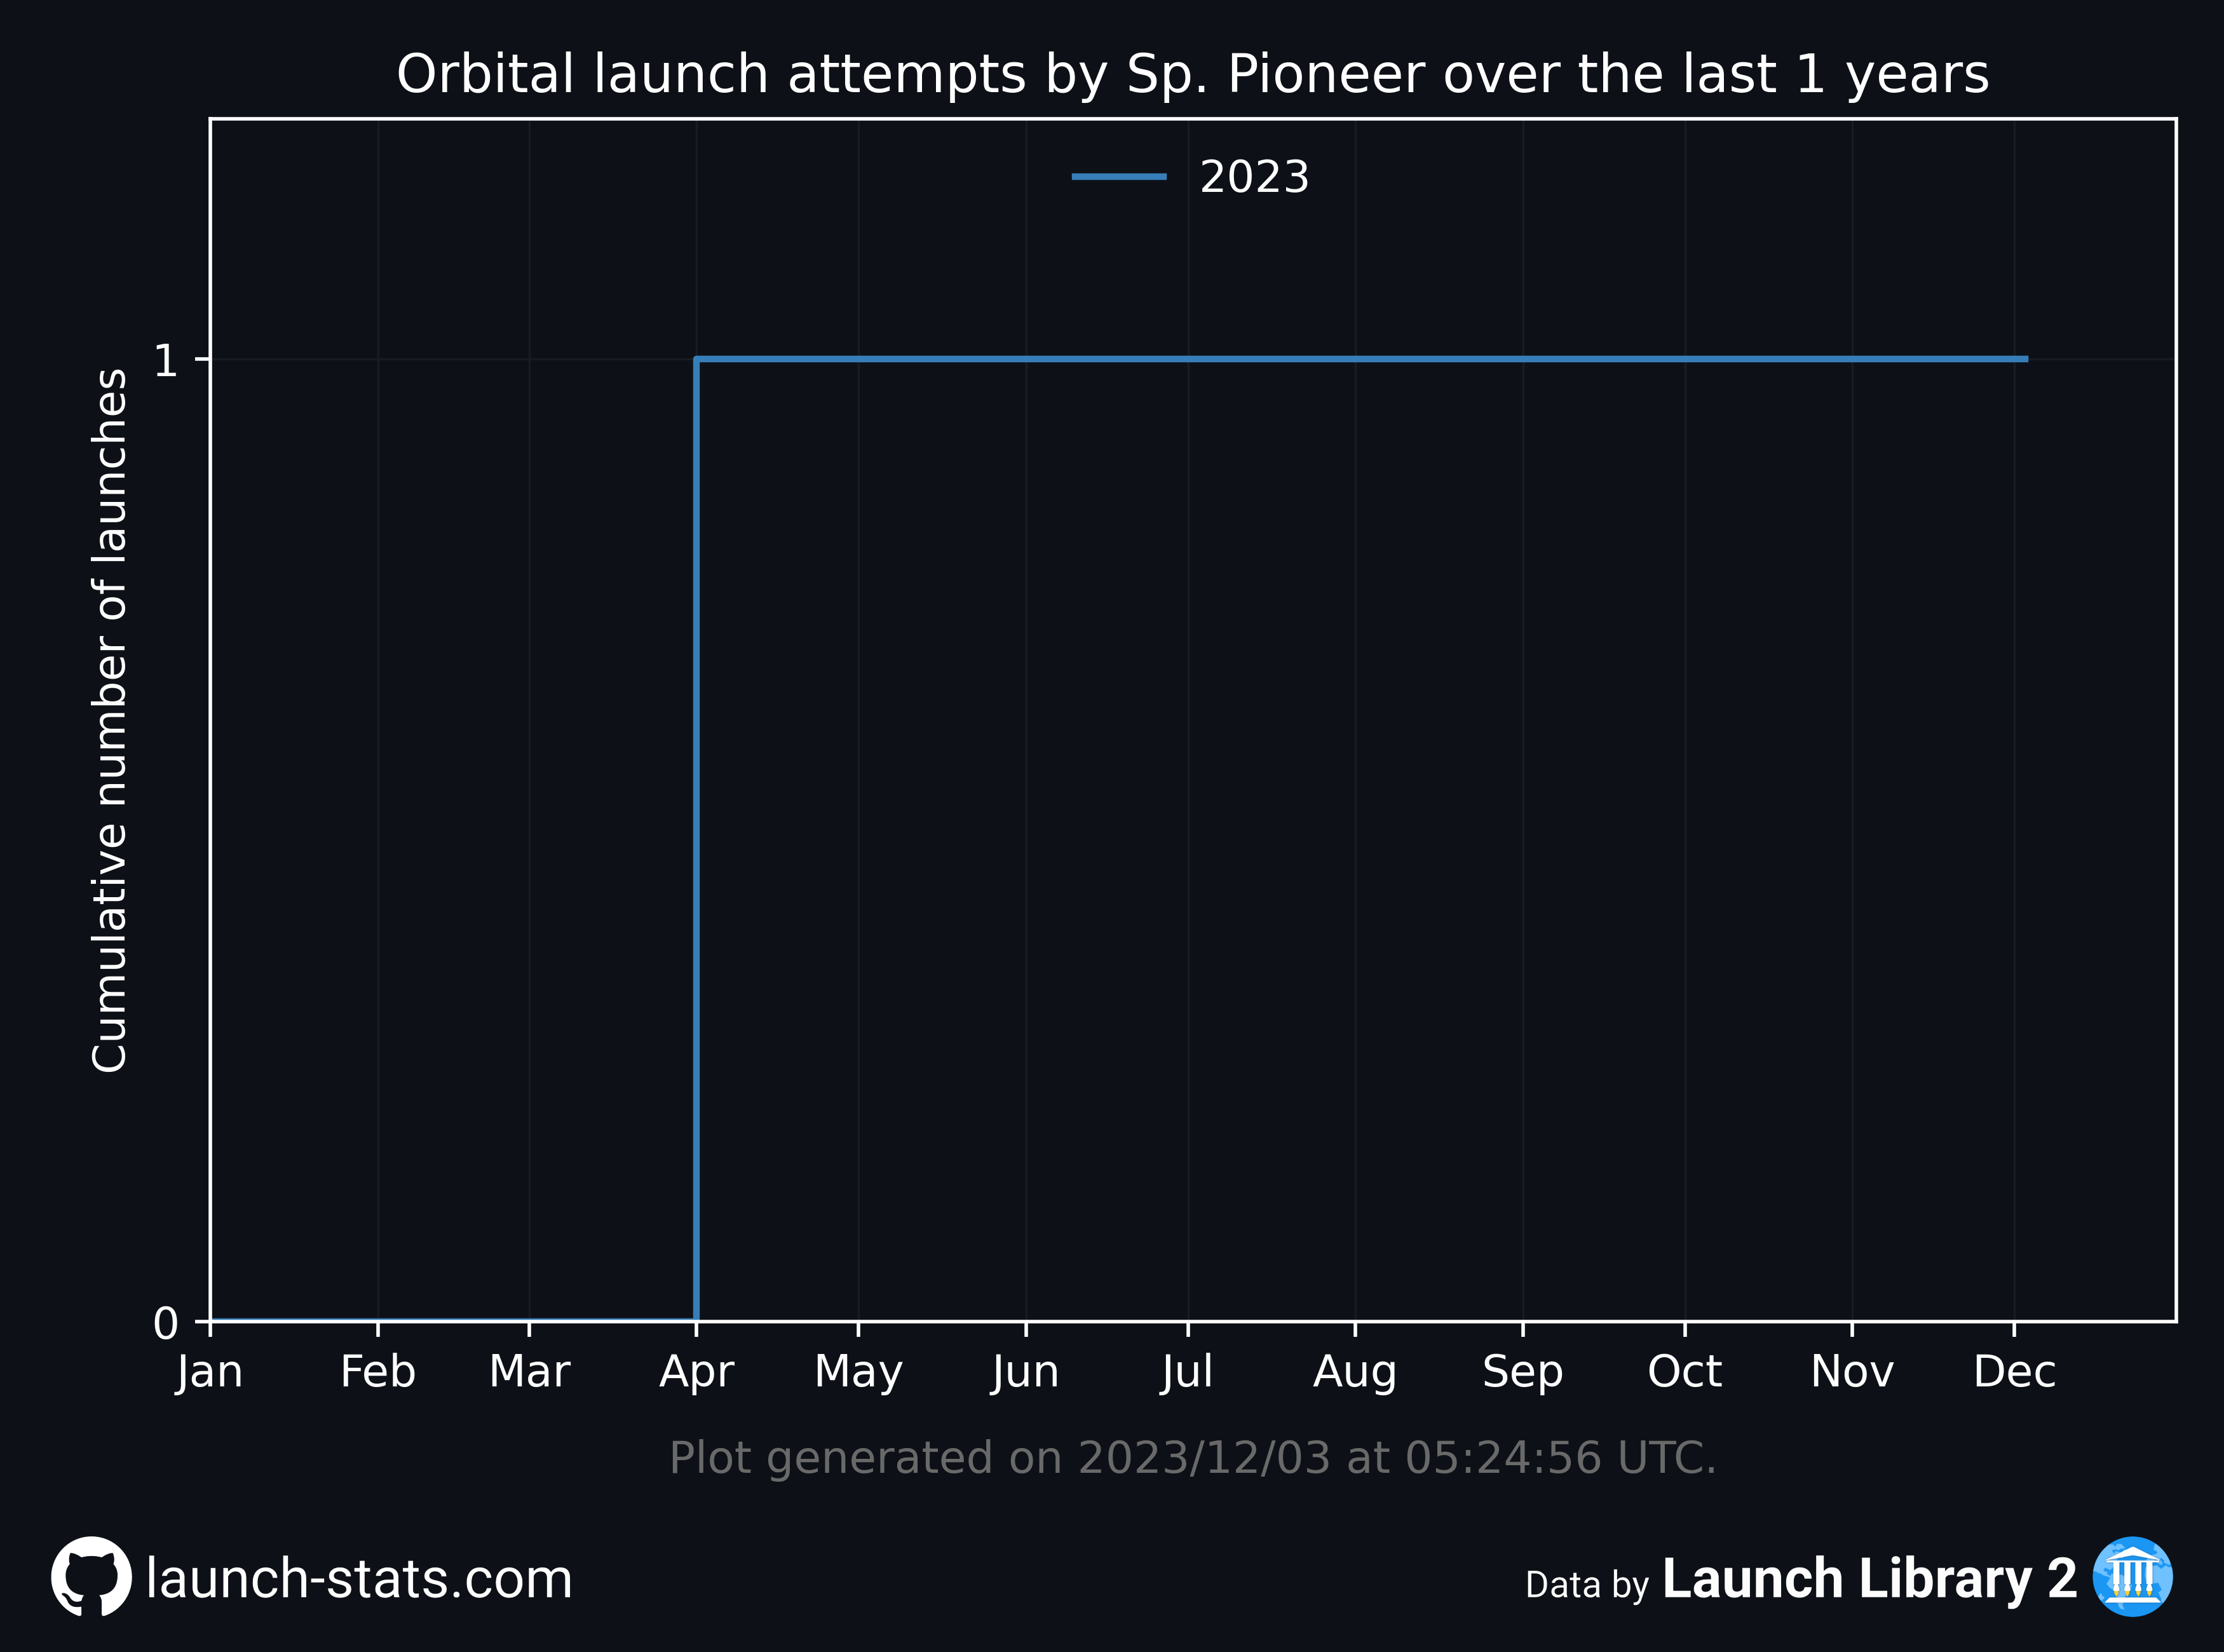 Orbital launch attempts by Sp. Pioneer over the last 1 years
2023
Cumulative number of launches
1
0
Jan Feb Mar Apr May Jun Jul Aug Sep Oct Nov Dec
Plot generated on 2023/12/03 at 05:24:56 UTC.
launch-stats.com
Data by Launch Library 2